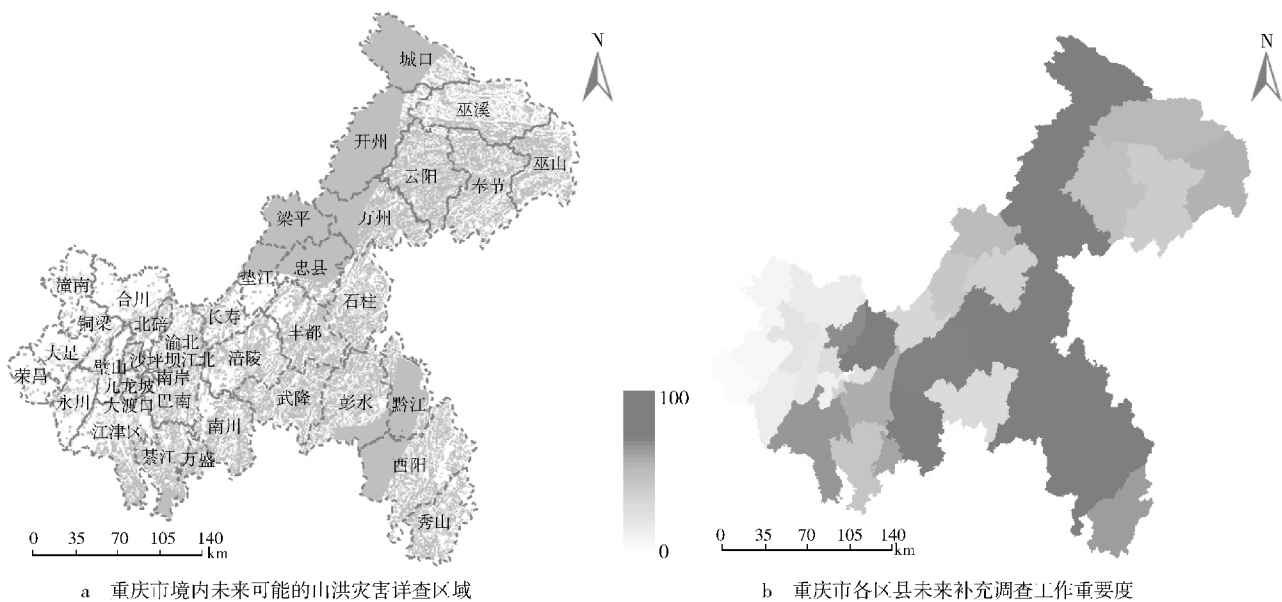 N
城口
巫溪
开州
巫山
云阳
奉节
梁平
万州
忠县
垫江
石柱
潼南
合川
长寿
铜梁
北碚
丰都
渝北
大足
沙坪坝
江北
涪陵
璧山
荣昌
九龙坡
南岸
武隆
彭水
黔江
永川
大渡口
巴南
江津区
南川
綦江
万盛
酉阳
秀山
0 35 70 105 140
km
a 重庆市境内未来可能的山洪灾害详查区域
N
100
0
0 35 70 105 140
km
b 重庆市各区县未来补充调查工作重要度